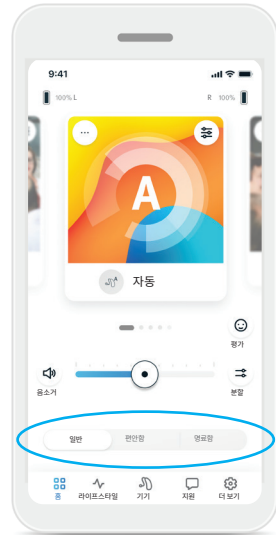 9:41
100% L
R 100%
A
자동
평가
음소거
분할
일반 편안함 명료함
홈 라이프스타일 기기 지원 더 보기